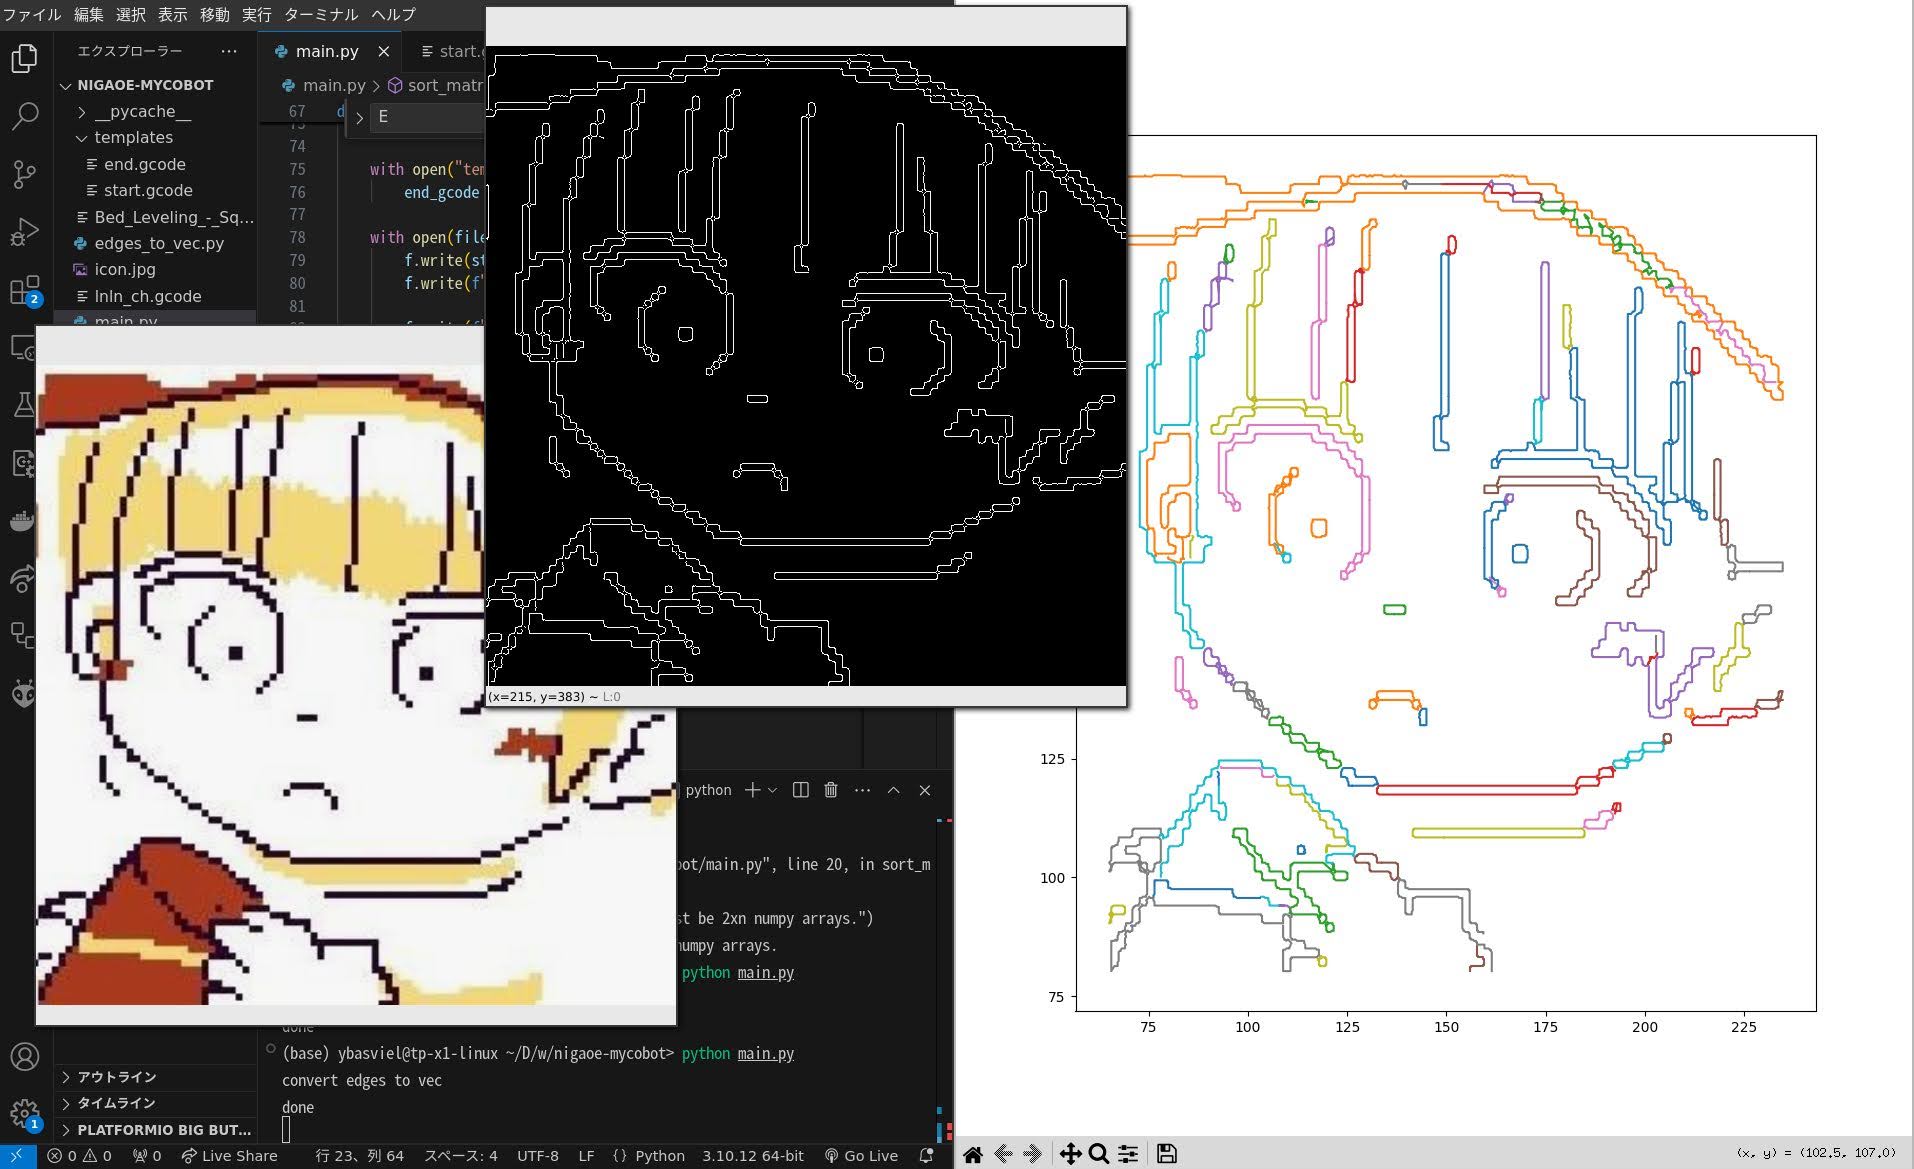 ファイル 編集 選択 表示 移動 実行 ターミナル ヘルプ
エクスプローラー ···
NIGAOE-MYCOBOT
__pycache__
templates
end.gcode
start.gcode
Bed_Leveling_-_Sq...
edges_to_vec.py
icon.jpg
lnln_ch.gcode
main.py
main.py
main.py > sort_matr
E
67
74
75 with open("tem
76 end_gcode
77
78 with open(file
79 f.write(st
80 f.write(f
81
(x=215, y=383) ~ L:0
python
bot/main.py", line 20, in sort_m
st be 2xn numpy arrays.")
numpy arrays.
python main.py
done
(base) ybasviel@tp-x1-linux ~/D/w/nigaoe-mycobot> python main.py
convert edges to vec
done
アウトライン
タイムライン
PLATFORMIO BIG BUT...
2
1
0 0 0 Live Share 行 23、列 64 スペース: 4 UTF-8 LF {} Python 3.10.12 64-bit Go Live
125
100
75
75 100 125 150 175 200 225
(x, y) = (102.5, 107.0)